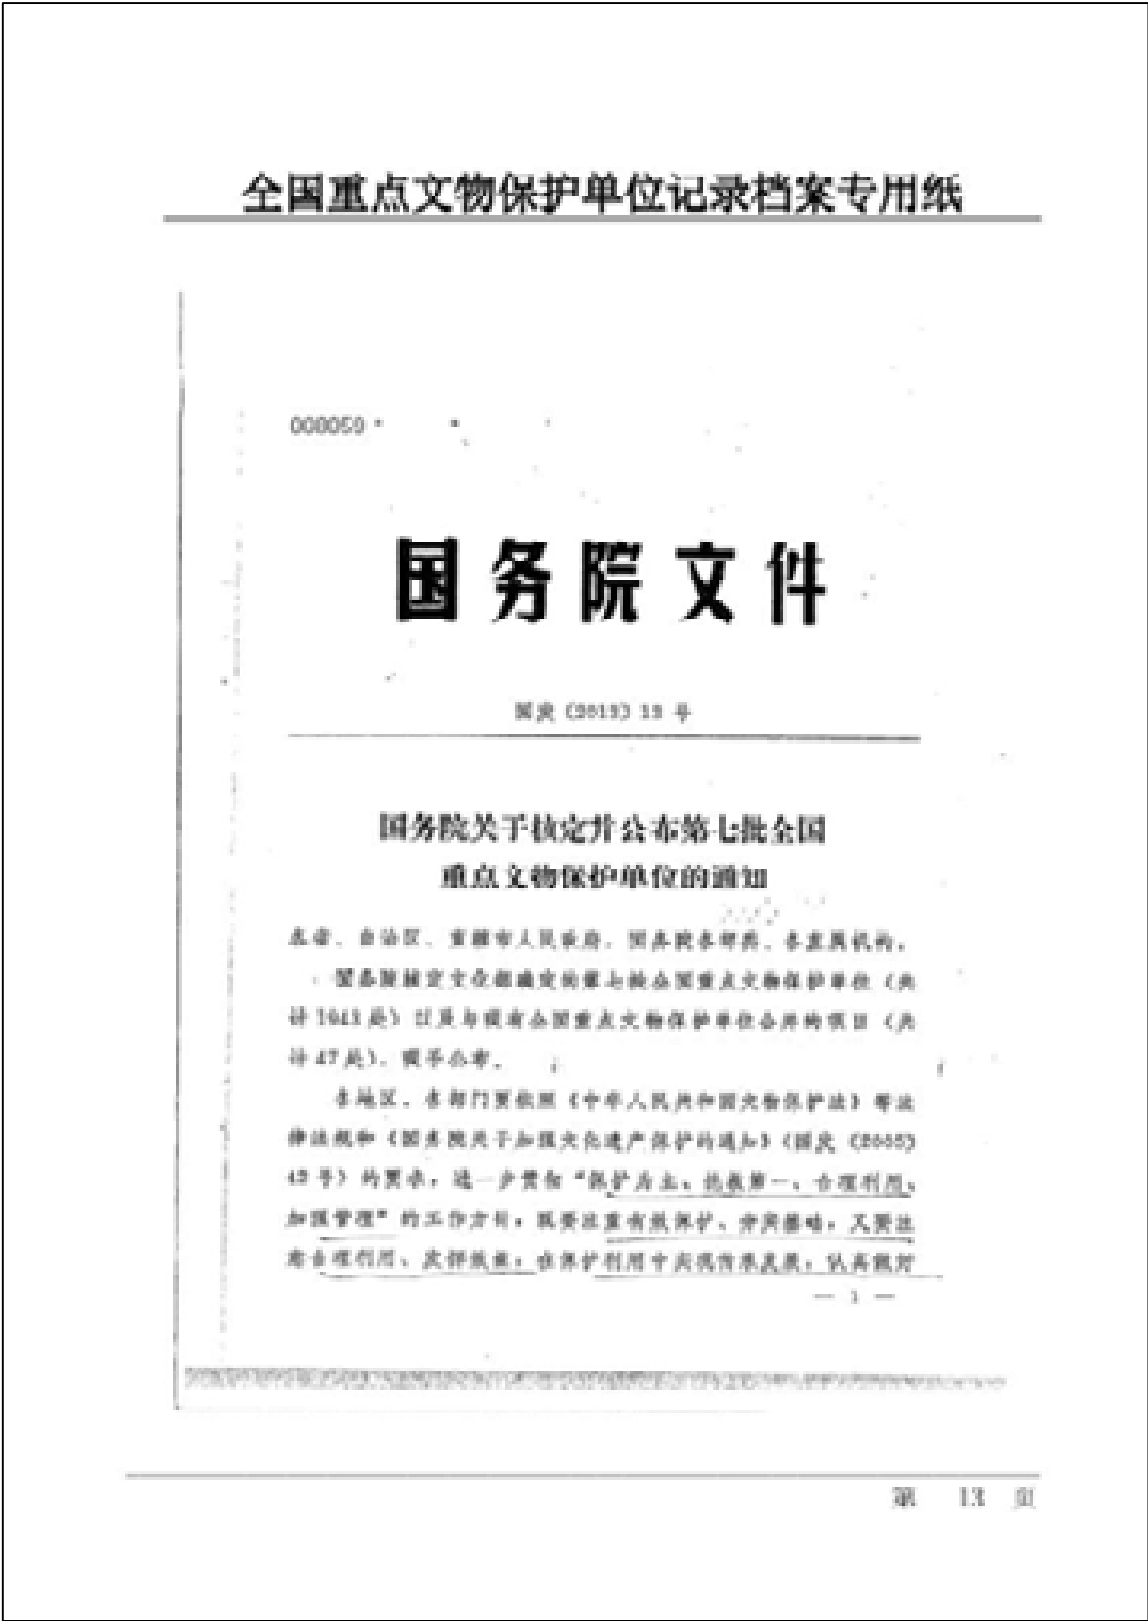 全国重点文物保护单位记录档案专用纸
000050
国务院文件
国发〔2013〕13 号
国务院关于核定并公布第七批全国
重点文物保护单位的通知
各省、自治区、直辖市人民政府，国务院各部委、各直属机构：
国务院核定文化部确定的第七批全国重点文物保护单位（共
计 1943 处）以及与现有全国重点文物保护单位合并的项目（共
计 47 处），现予公布。
各地区、各部门要依照《中华人民共和国文物保护法》等法
律法规和《国务院关于加强文化遗产保护的通知》（国发〔2005〕
42 号）的要求，进一步贯彻“保护为主、抢救第一、合理利用、
加强管理”的工作方针，既要注重有效保护、夯实基础，又要注
意合理利用、发挥效益，在保护利用中实现传承发展，认真做好
— 1 —
第 13 页